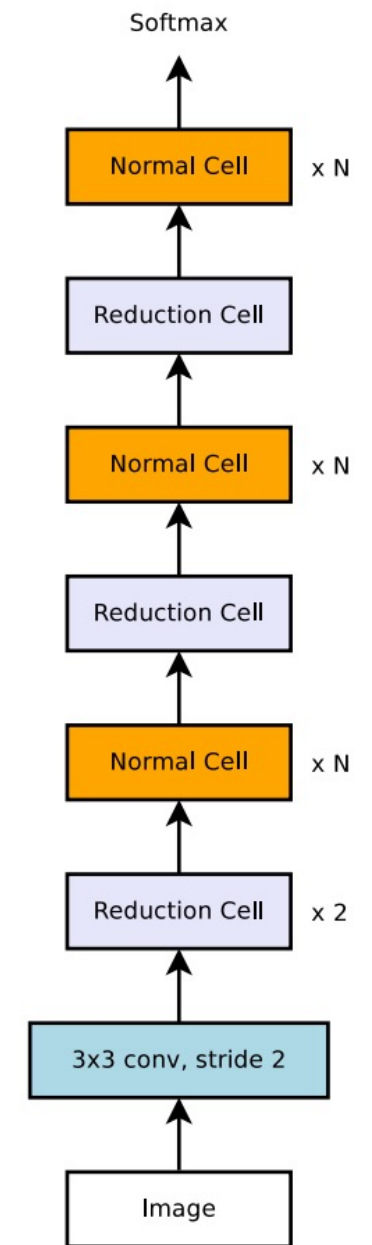 Softmax
Normal Cell x N
Reduction Cell
Normal Cell x N
Reduction Cell
Normal Cell x N
Reduction Cell x 2
3x3 conv, stride 2
Image